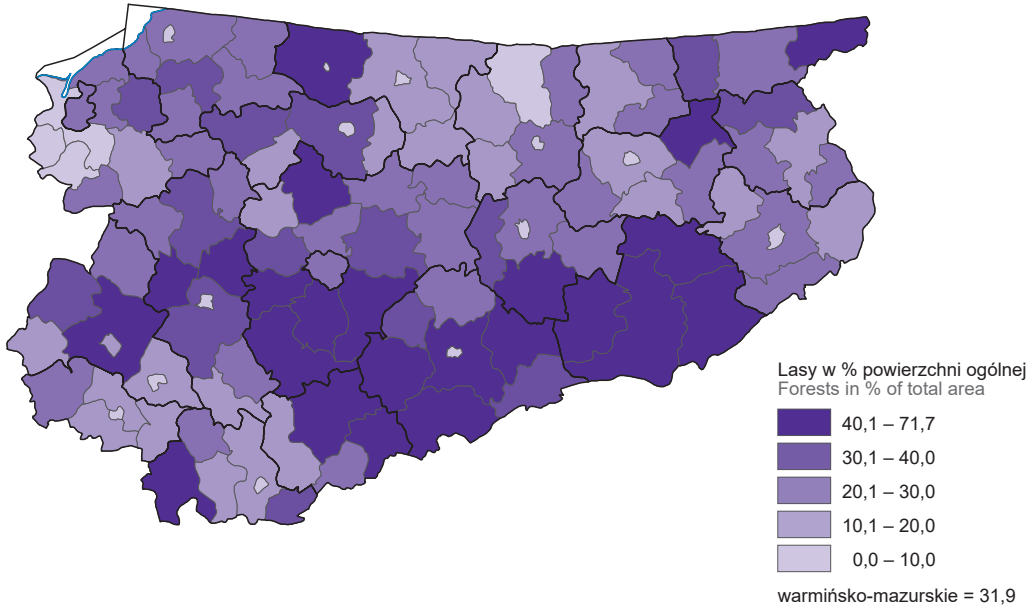 Lasy w % powierzchni ogólnej
Forests in % of total area
40,1 – 71,7
30,1 – 40,0
20,1 – 30,0
10,1 – 20,0
0,0 – 10,0
warmińsko-mazurskie = 31,9